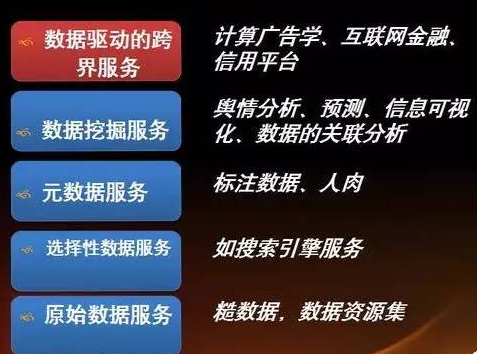 数据驱动的跨
界服务
计算广告学、互联网金融、
信用平台
数据挖掘服务
舆情分析、预测、信息可视
化、数据的关联分析
元数据服务
标注数据、人肉
选择性数据服务
如搜索引擎服务
原始数据服务
糙数据，数据资源集